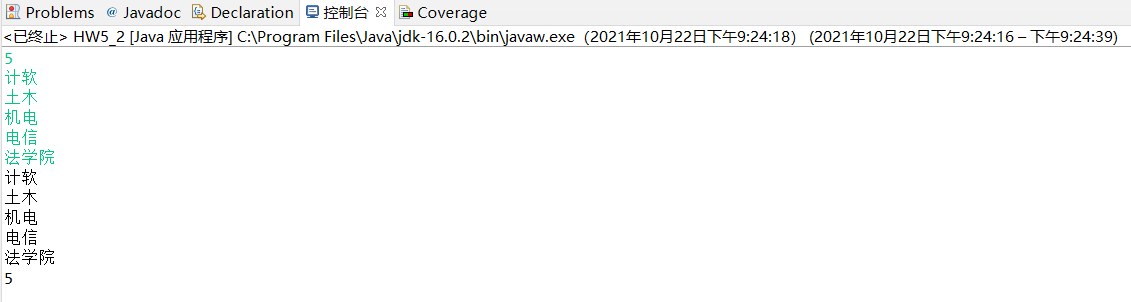 Problems @ Javadoc Declaration 控制台 Coverage
<已终止> HW5_2 [Java 应用程序] C:\Program Files\Java\jdk-16.0.2\bin\javaw.exe（2021年10月22日下午9:24:18） (2021年10月22日下午9:24:16 – 下午9:24:39)
5
计软
土木
机电
电信
法学院
计软
土木
机电
电信
法学院
5